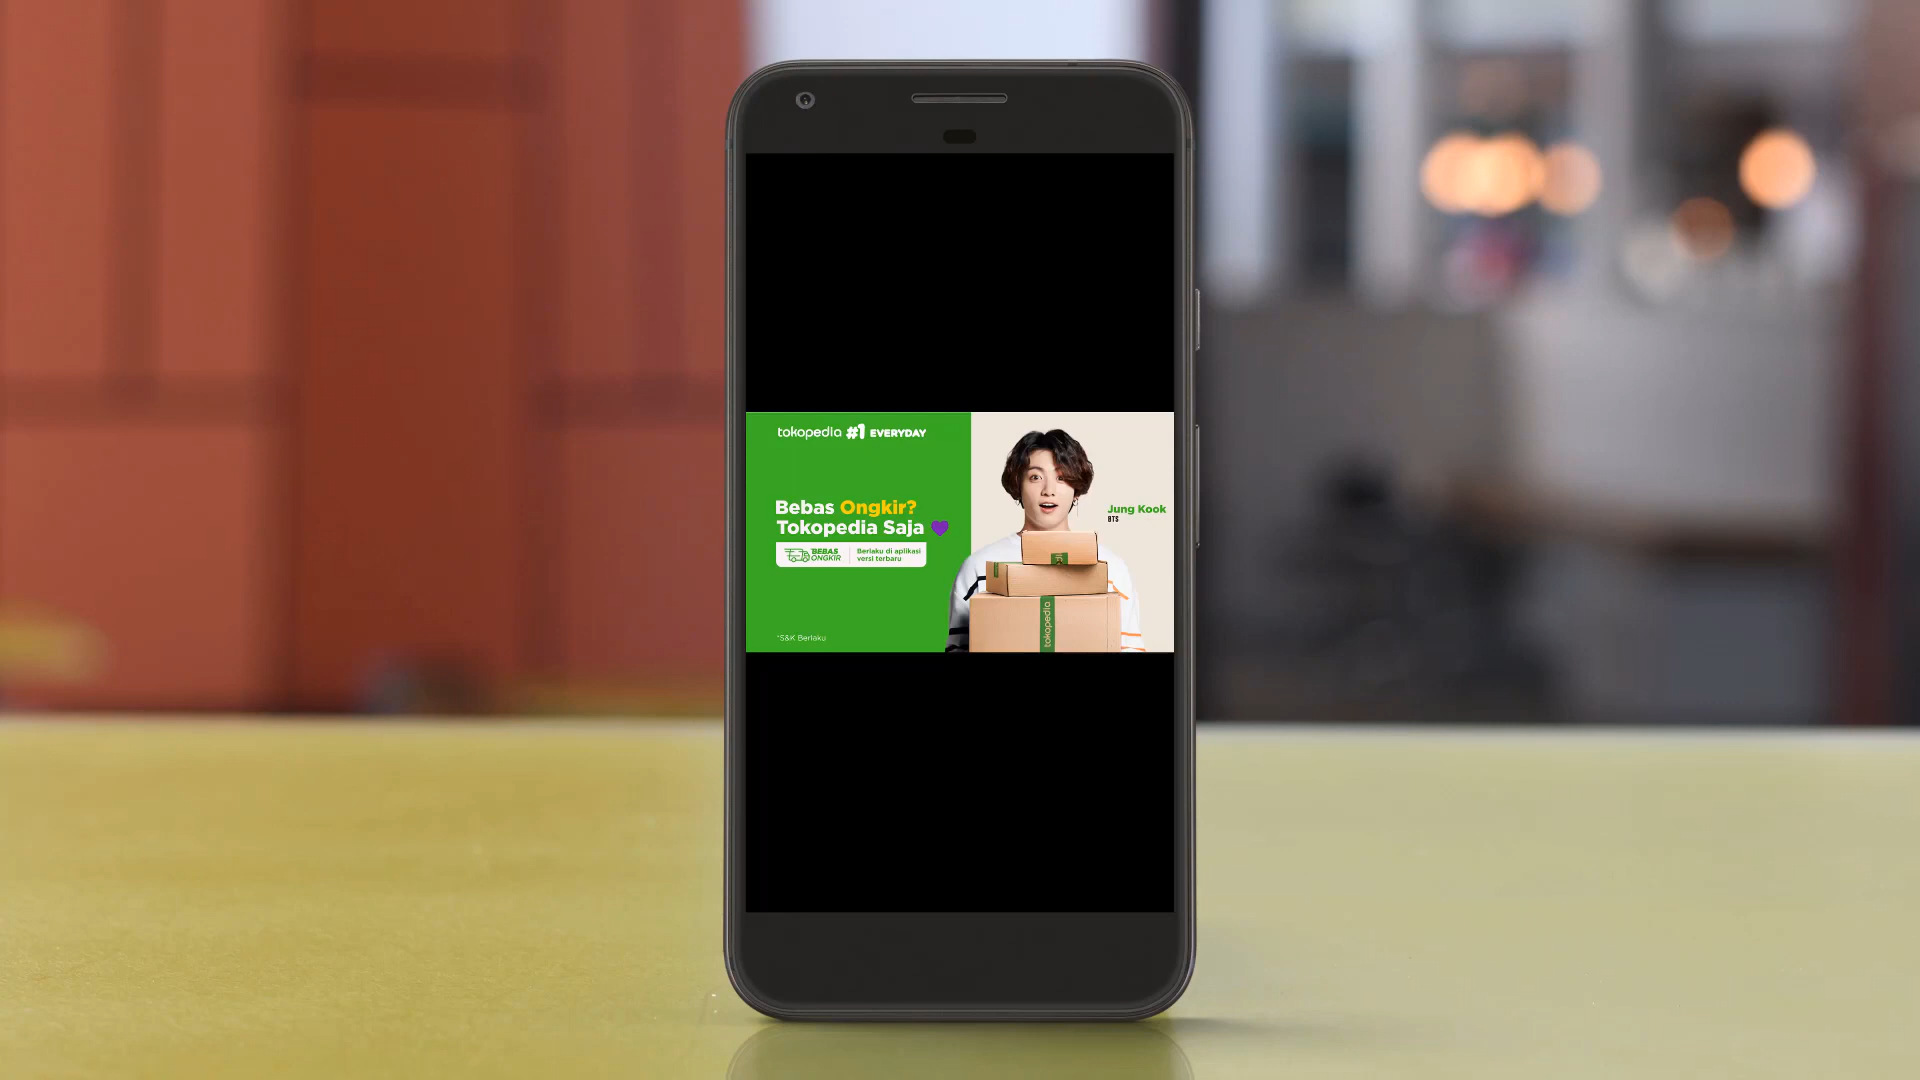 tokopedia #1 EVERYDAY
Bebas Ongkir?
Tokopedia Saja
BEBAS
ONGKIR
Berlaku di aplikasi
versi terbaru
*S&K Berlaku
Jung Kook
BTS
tokopedia